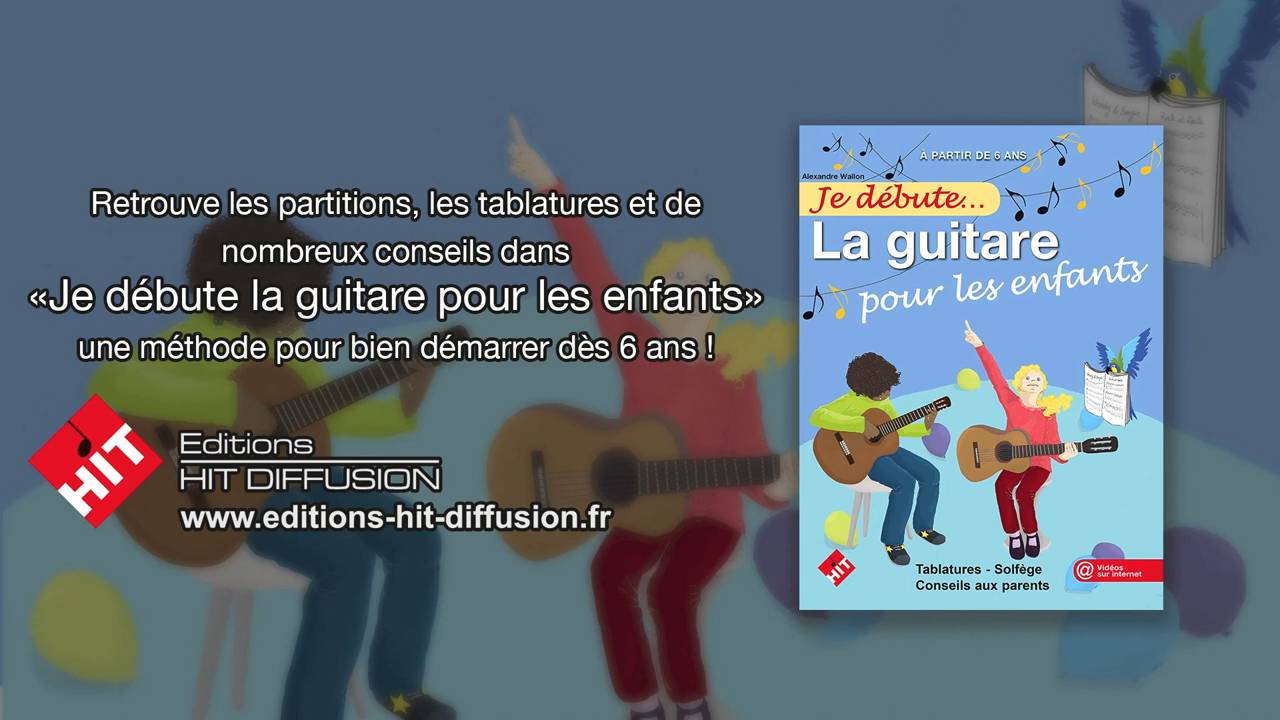 Retrouve les partitions, les tablatures et de
nombreux conseils dans
«Je débute la guitare pour les enfants»
une méthode pour bien démarrer dès 6 ans !
HIT
Editions
HIT DIFFUSION
www.editions-hit-diffusion.fr
À PARTIR DE 6 ANS
Alexandre Wallon
Je débute...
La guitare
pour les enfants
HIT
Tablatures - Solfège
Conseils aux parents
@ Vidéos
sur internet